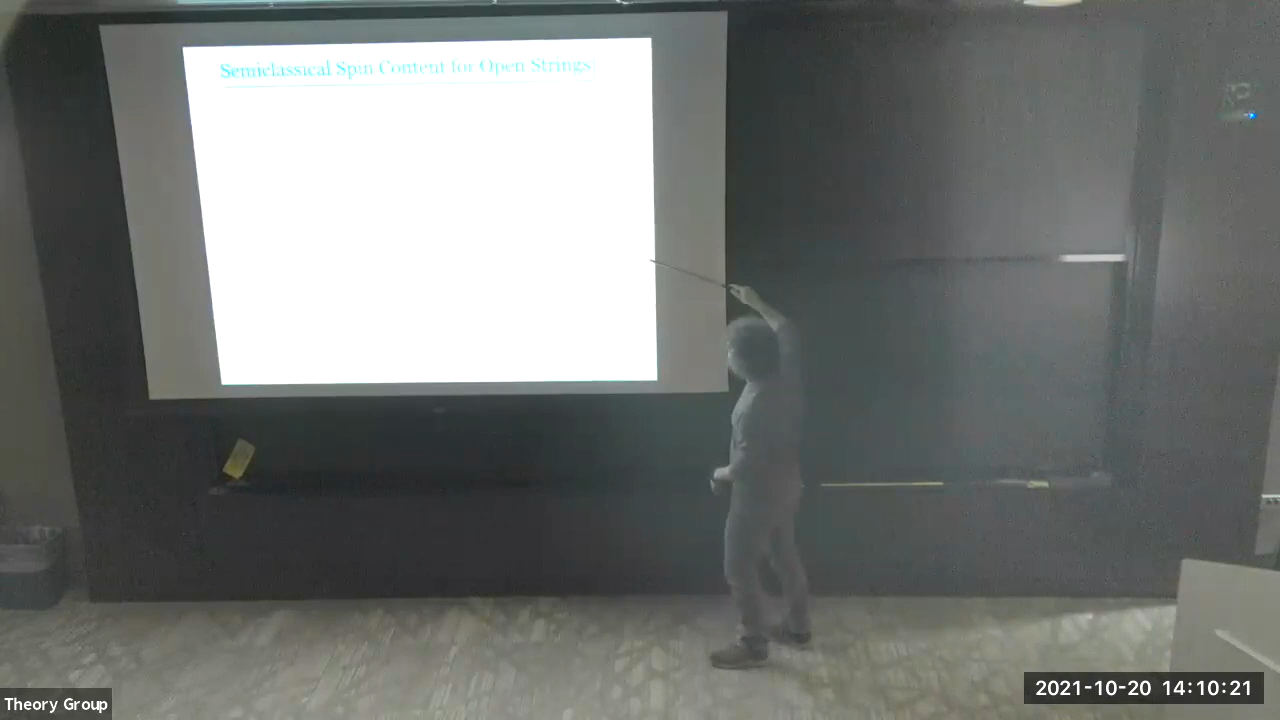 Semiclassical Spin Content for Open Strings
Theory Group
2021-10-20 14:10:21